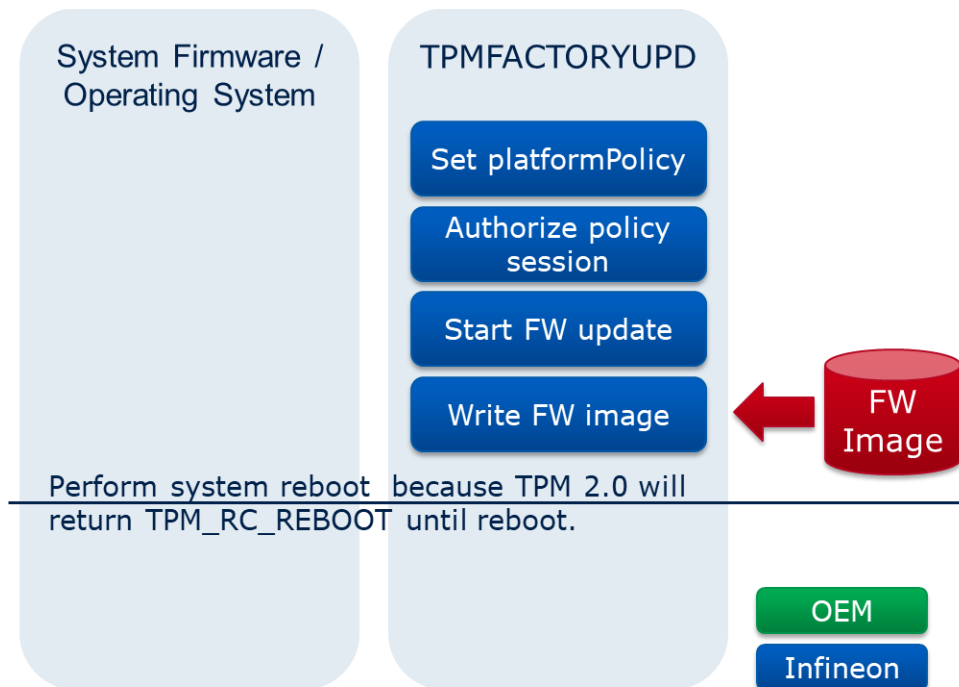 System Firmware /
Operating System
TPMFACTORYUPD
Set platformPolicy
Authorize policy
session
Start FW update
Write FW image
FW
Image
Perform system reboot because TPM 2.0 will
return TPM_RC_REBOOT until reboot.
OEM
Infineon